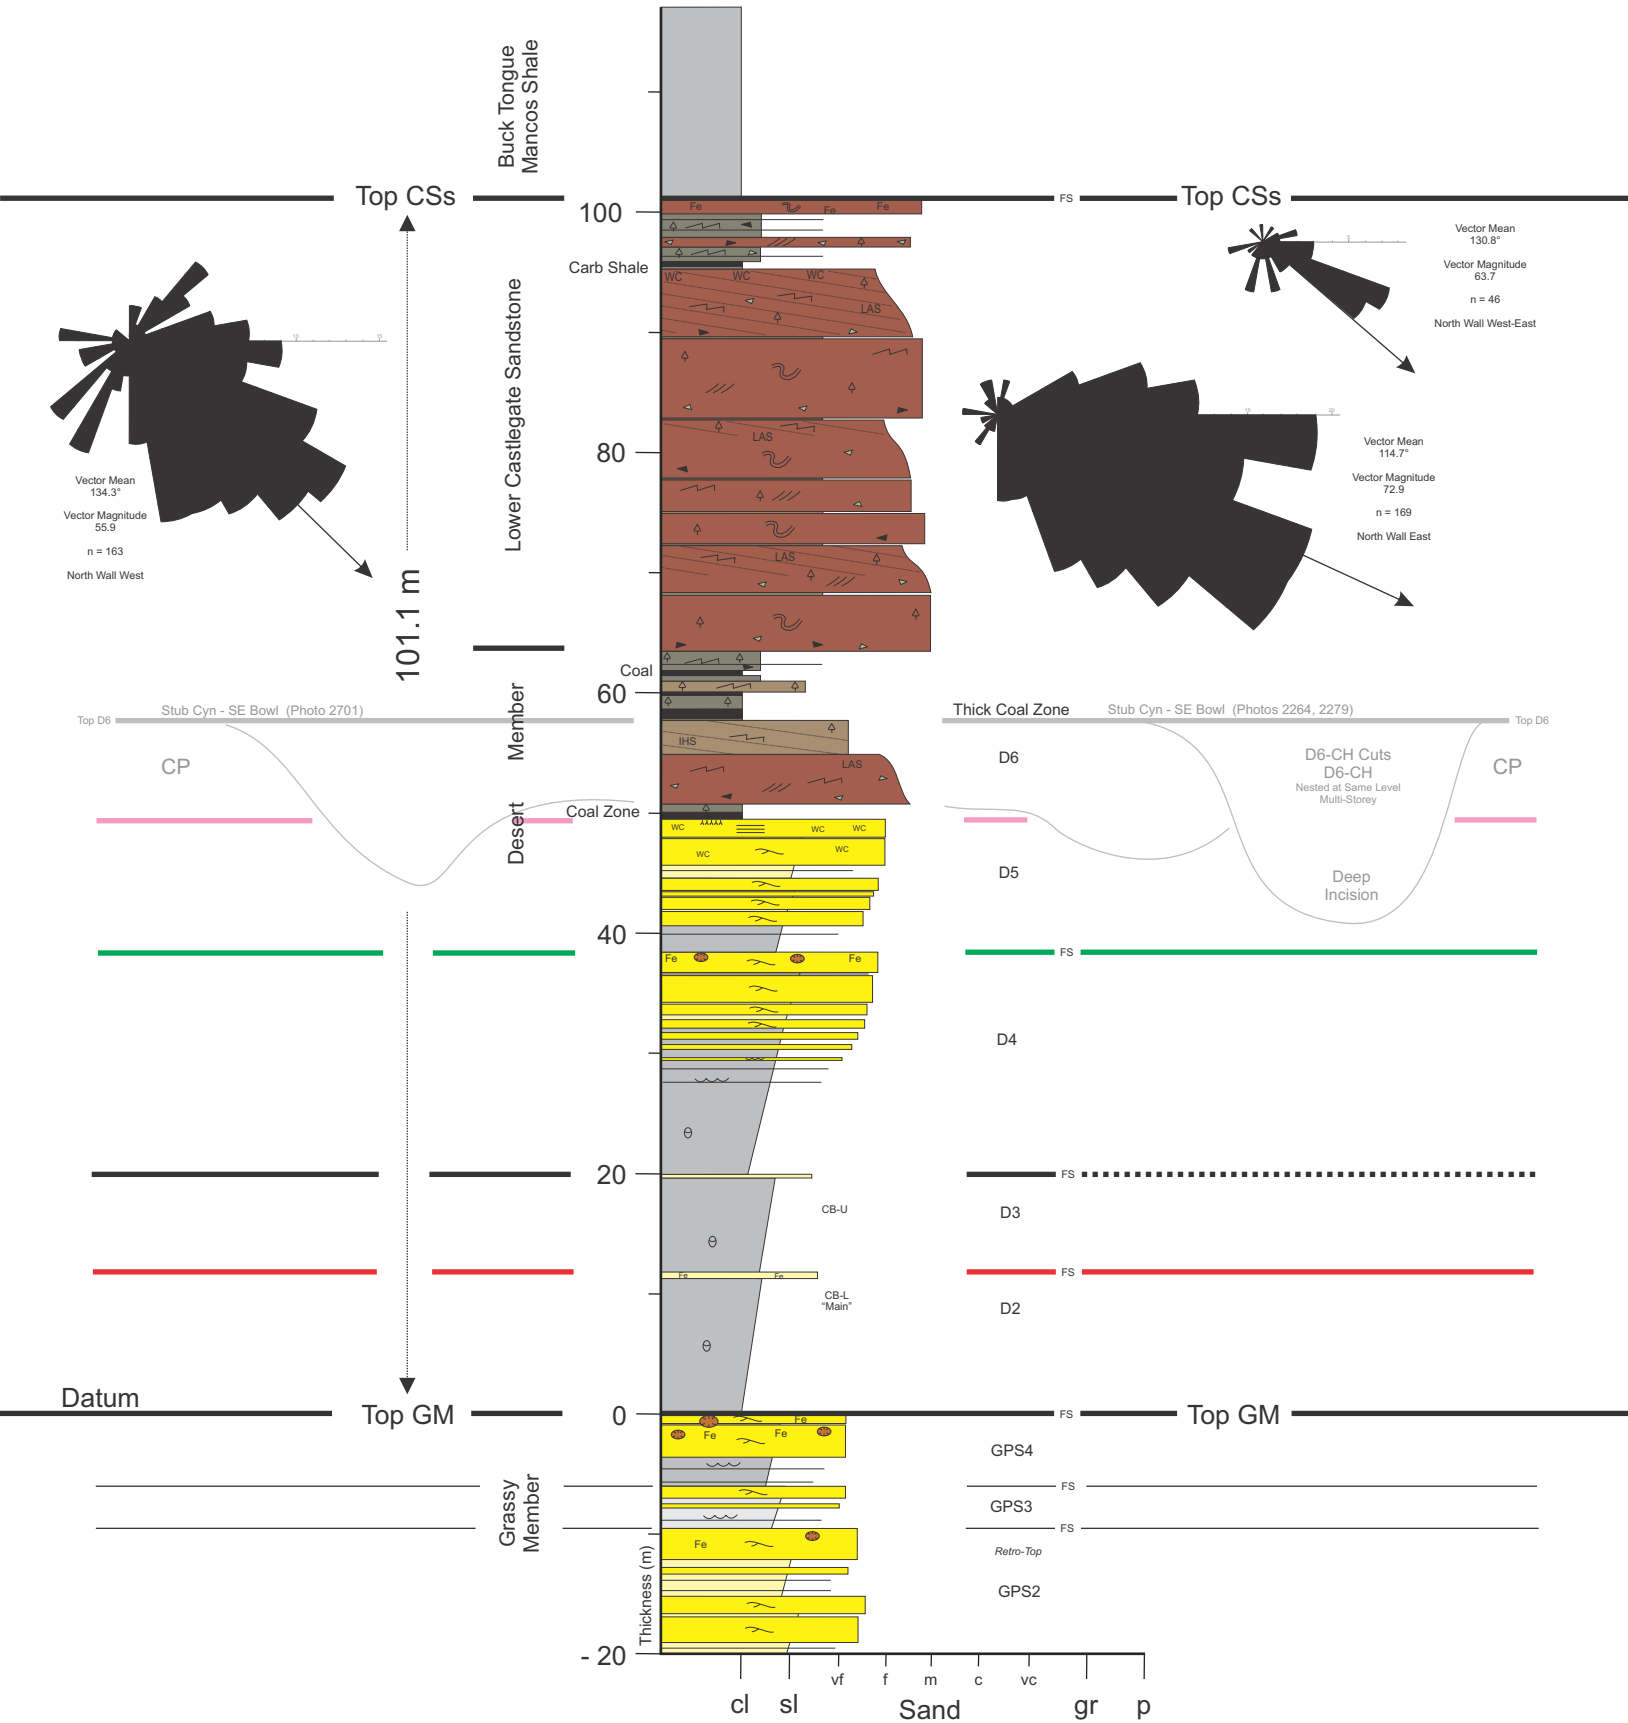 Buck Tongue
Mancos Shale
Top CSs
FS
Top CSs
100
Fe
Fe
Fe
Carb Shale
WC
WC
WC
LAS
Vector Mean
130.8°
Vector Magnitude
63.7
n = 46
North Wall West-East
5
10
15
Lower Castlegate Sandstone
80
LAS
10
20
Vector Mean
114.7°
Vector Magnitude
72.9
n = 169
North Wall East
Vector Mean
134.3°
Vector Magnitude
55.9
n = 163
North Wall West
101.1 m
LAS
Coal
60
Desert Member
Top D6
Stub Cyn - SE Bowl (Photo 2701)
Thick Coal Zone
Stub Cyn - SE Bowl (Photos 2264, 2279)
Top D6
CP
IHS
LAS
D6
D6-CH Cuts
D6-CH
Nested at Same Level
Multi-Storey
CP
Coal Zone
WC
WC
WC
WC
WC
D5
Deep
Incision
40
Fe
Fe
FS
D4
20
FS
CB-U
D3
Fe
Fe
FS
CB-L
"Main"
D2
Datum
Top GM
0
FS
Top GM
Fe
Fe
Fe
GPS4
FS
GPS3
FS
Grassy
Member
Fe
Retro-Top
GPS2
Thickness (m)
- 20
vf
f
m
c
vc
cl
sl
Sand
gr
p